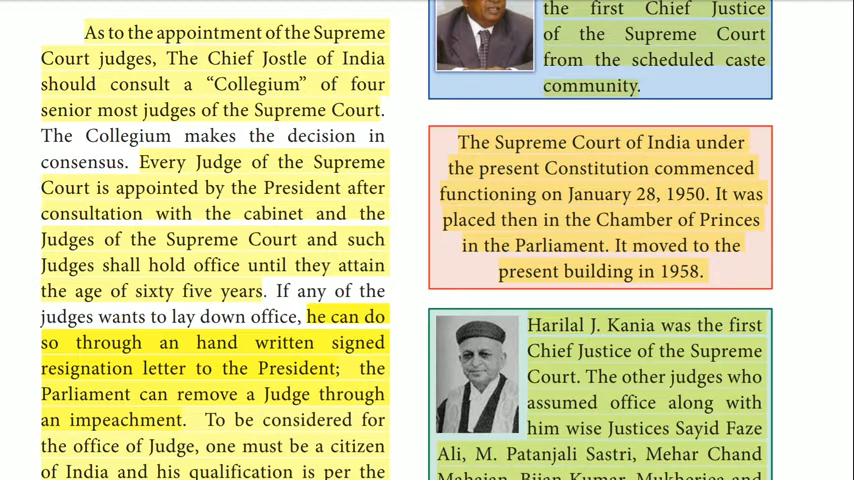 As to the appointment of the Supreme
Court judges, The Chief Jostle of India
should consult a “Collegium” of four
senior most judges of the Supreme Court.
The Collegium makes the decision in
consensus. Every Judge of the Supreme
Court is appointed by the President after
consultation with the cabinet and the
Judges of the Supreme Court and such
Judges shall hold office until they attain
the age of sixty five years. If any of the
judges wants to lay down office, he can do
so through an hand written signed
resignation letter to the President; the
Parliament can remove a Judge through
an impeachment. To be considered for
the office of Judge, one must be a citizen
of India and his qualification is per the
the first Chief Justice
of the Supreme Court
from the scheduled caste
community.
The Supreme Court of India under
the present Constitution commenced
functioning on January 28, 1950. It was
placed then in the Chamber of Princes
in the Parliament. It moved to the
present building in 1958.
Harilal J. Kania was the first
Chief Justice of the Supreme
Court. The other judges who
assumed office along with
him wise Justices Sayid Faze
Ali, M. Patanjali Sastri, Mehar Chand
Mahajan, Bijan Kumar, Mukherjea and